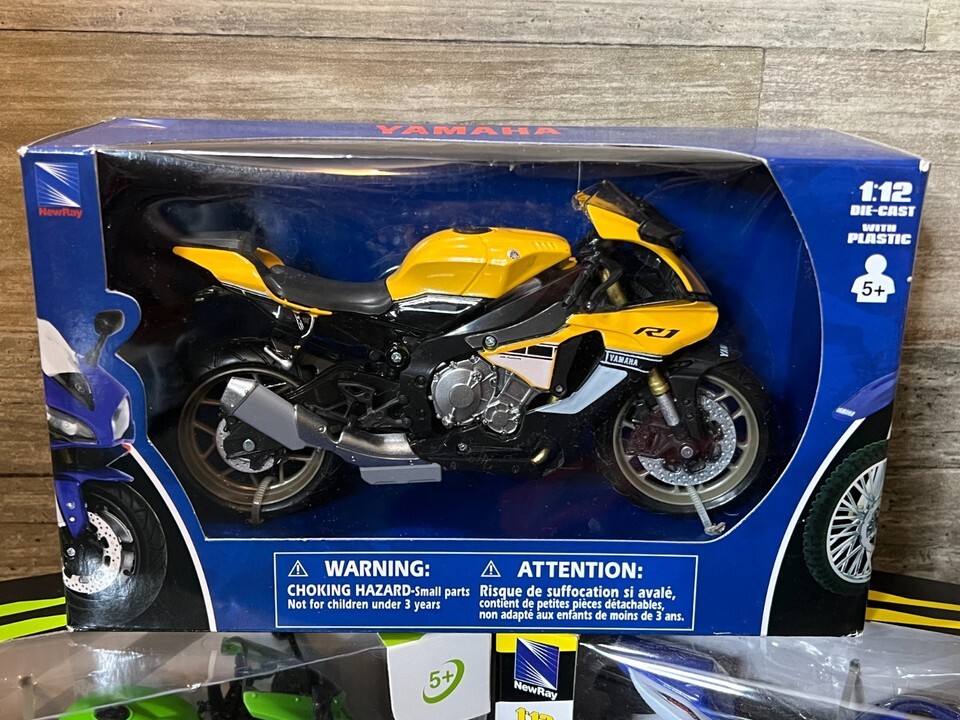 YAMAHA
NewRay
1:12
DIE-CAST
WITH
PLASTIC
5+
R1
YAMAHA
WARNING:
CHOKING HAZARD-Small parts
Not for children under 3 years
ATTENTION:
Risque de suffocation si avalé,
contient de petites pièces détachables,
non adapté aux enfants de moins de 3 ans.
5+
NewRay
1:12